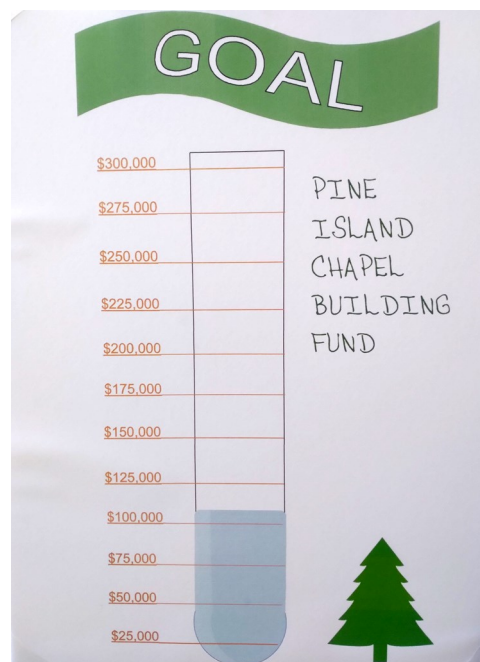 GOAL
$300,000
$275,000
$250,000
$225,000
$200,000
$175,000
$150,000
$125,000
$100,000
$75,000
$50,000
$25,000
PINE
ISLAND
CHAPEL
BUILDING
FUND